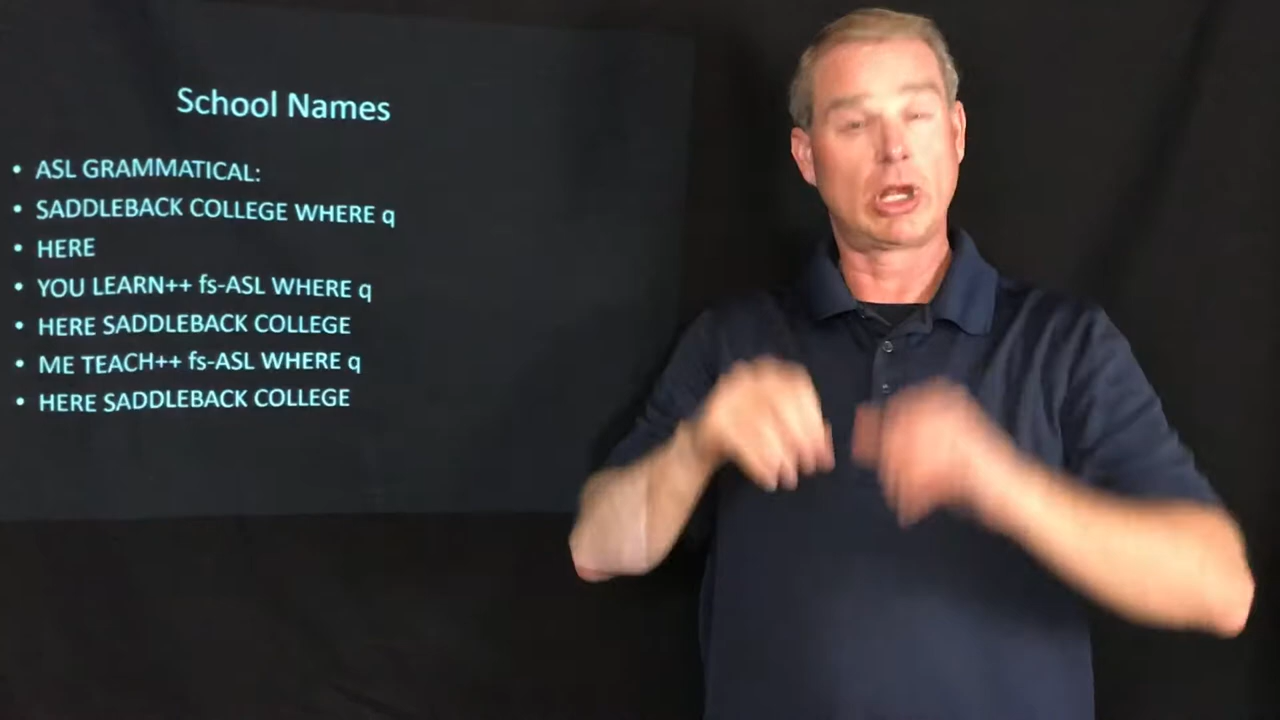 School Names
• ASL GRAMMATICAL:
• SADDLEBACK COLLEGE WHERE q
• HERE
• YOU LEARN++ fs-ASL WHERE q
• HERE SADDLEBACK COLLEGE
• ME TEACH++ fs-ASL WHERE q
• HERE SADDLEBACK COLLEGE